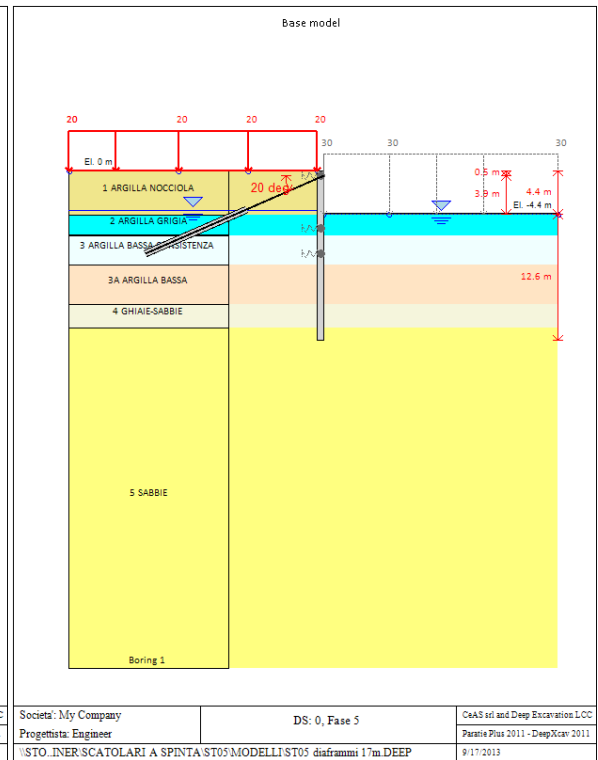 Base model
20 20 20 20
30 30 30
El. 0 m
0.5 m
1 ARGILLA NOCCIOLA
20 deg
3.9 m
4.4 m
El. -4.4 m
2 ARGILLA GRIGIA
3 ARGILLA BASSA CONSISTENZA
3A ARGILLA BASSA
12.6 m
4 GHIAIE-SABBIE
5 SABBIE
Boring 1
Societa': My Company
Progettista: Engineer
DS: 0, Fase 5
CeAS srl and Deep Excavation LCC
Paratie Plus 2011 - DeepXcav 2011
\\STO..INER\SCATOLARI A SPINTA\ST05\MODELLI\ST05 diaframmi 17m.DEEP
9/17/2013